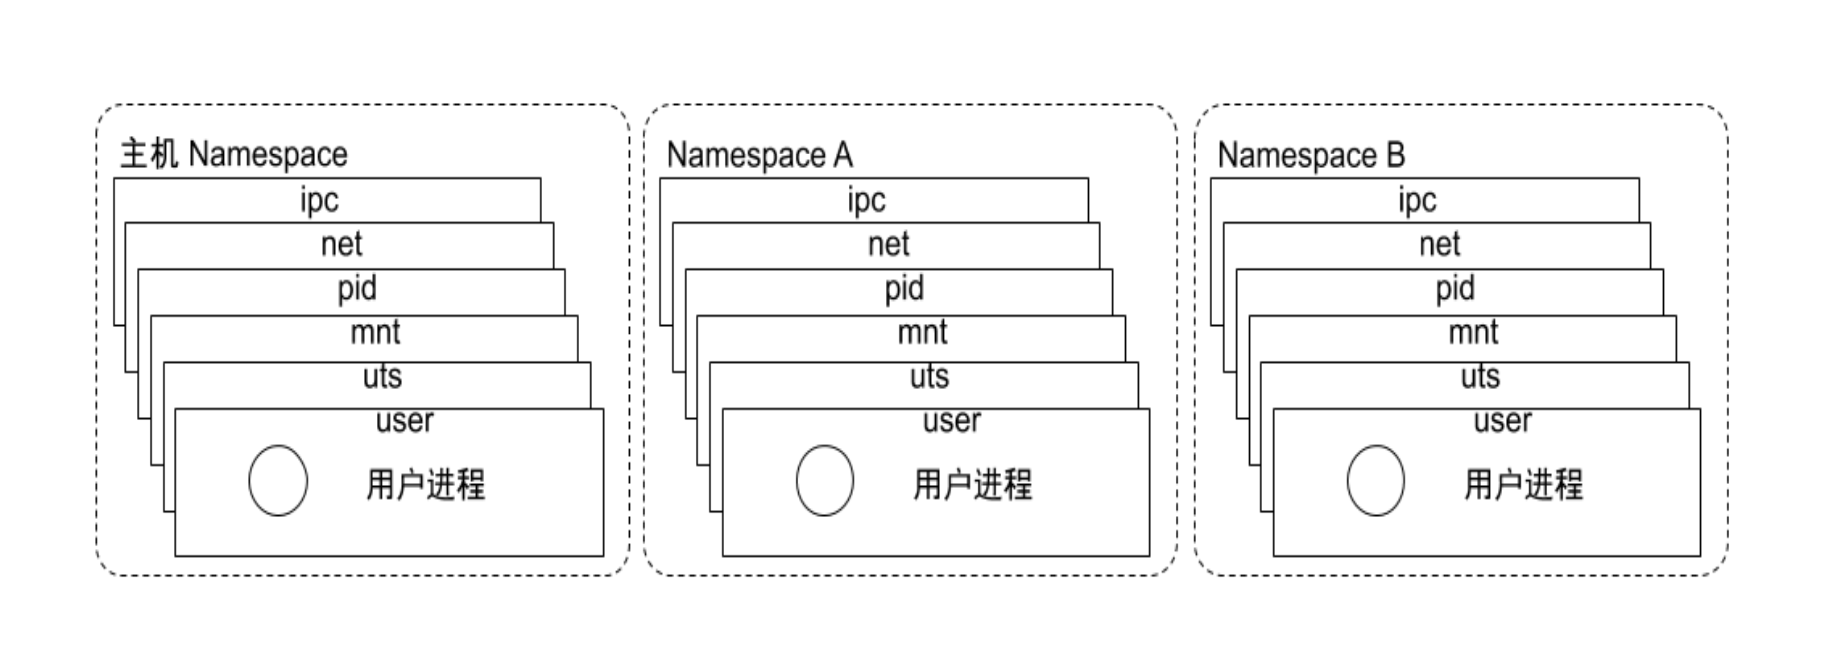 主机 Namespace
ipc
net
pid
mnt
uts
user
用户进程
Namespace A
ipc
net
pid
mnt
uts
user
用户进程
Namespace B
ipc
net
pid
mnt
uts
user
用户进程